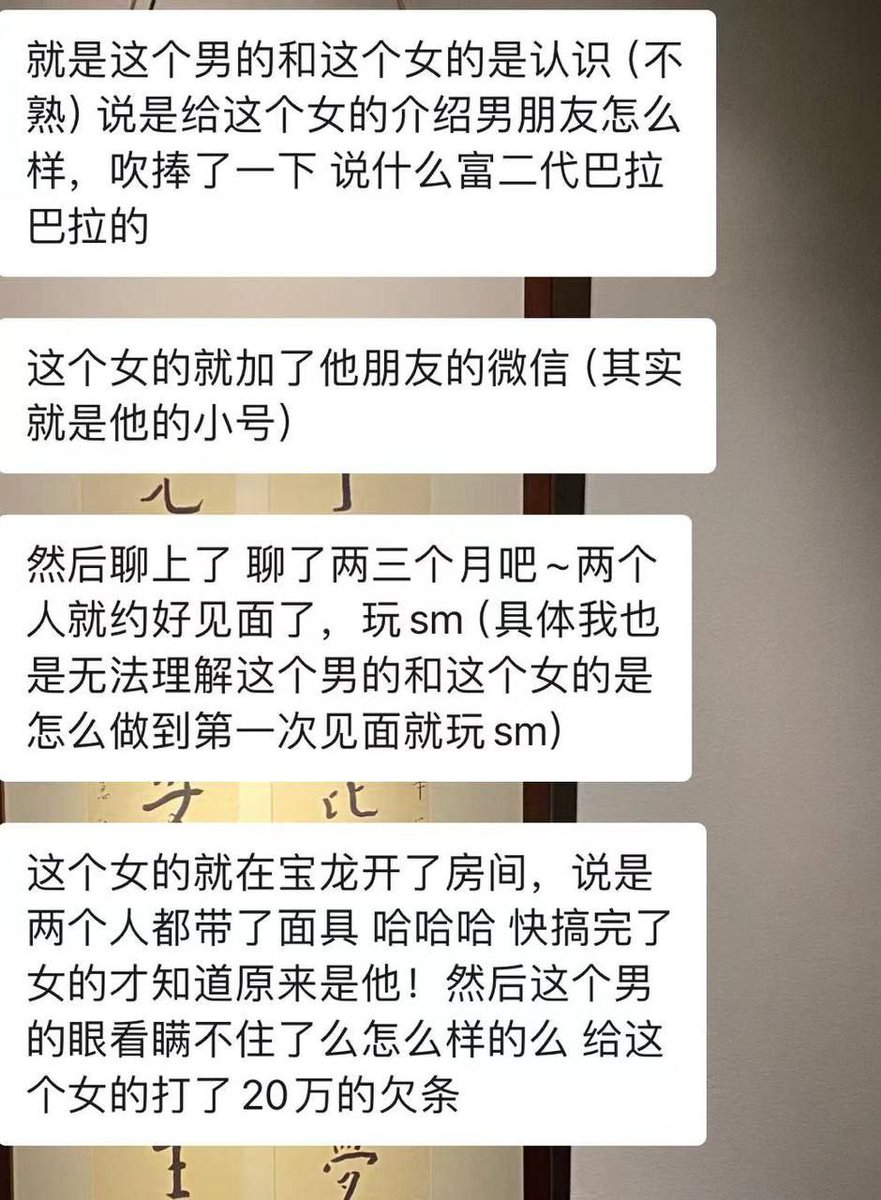 就是这个男的和这个女的是认识（不
熟）说是给这个女的介绍男朋友怎么
样，吹捧了一下 说什么富二代巴拉
巴拉的
这个女的就加了他朋友的微信（其实
就是他的小号）
然后聊上了 聊了两三个月吧~两个
人就约好见面了，玩sm（具体我也
是无法理解这个男的和这个女的是
怎么做到第一次见面就玩sm）
这个女的就在宝龙开了房间，说是
两个人都带了面具 哈哈哈 快搞完了
女的才知道原来是他！然后这个男
的眼看瞒不住了么怎么样的么 给这
个女的打了20万的欠条